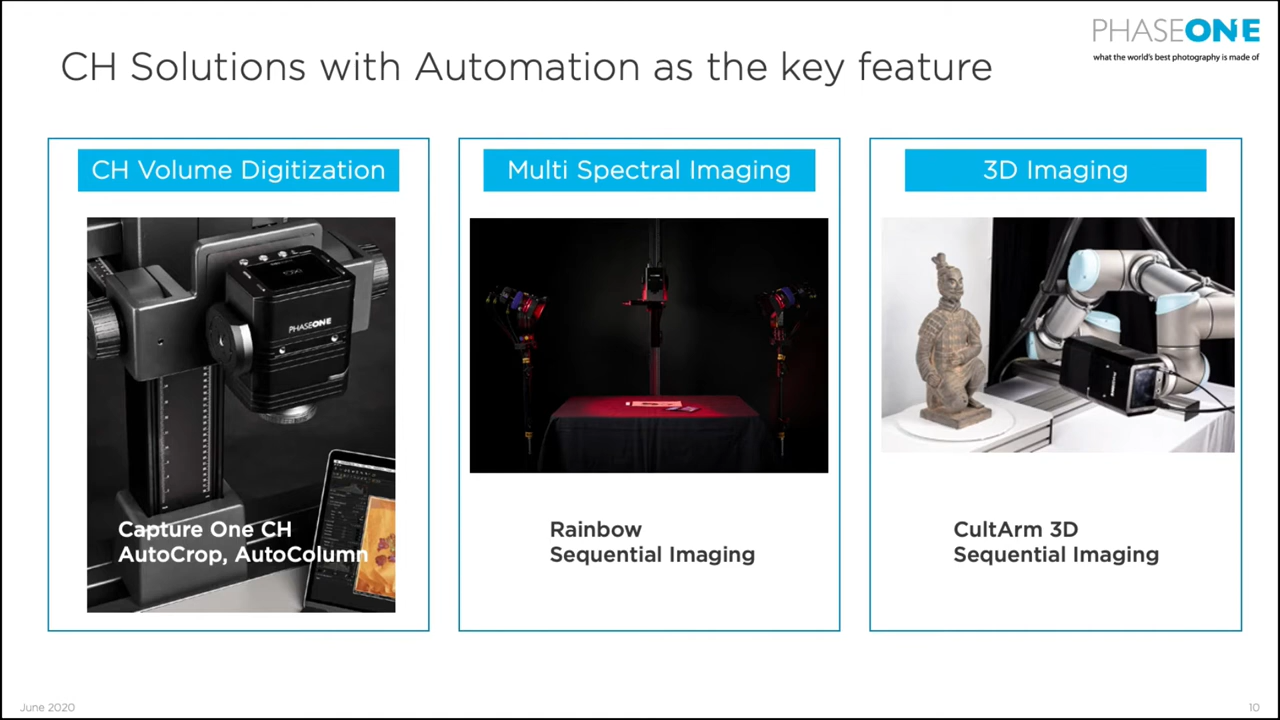 PHASEONE
what the world's best photography is made of
CH Solutions with Automation as the key feature
CH Volume Digitization
PHASEONE
Capture One CH
AutoCrop, AutoColumn
Multi Spectral Imaging
Rainbow
Sequential Imaging
3D Imaging
CultArm 3D
Sequential Imaging
June 2020
10